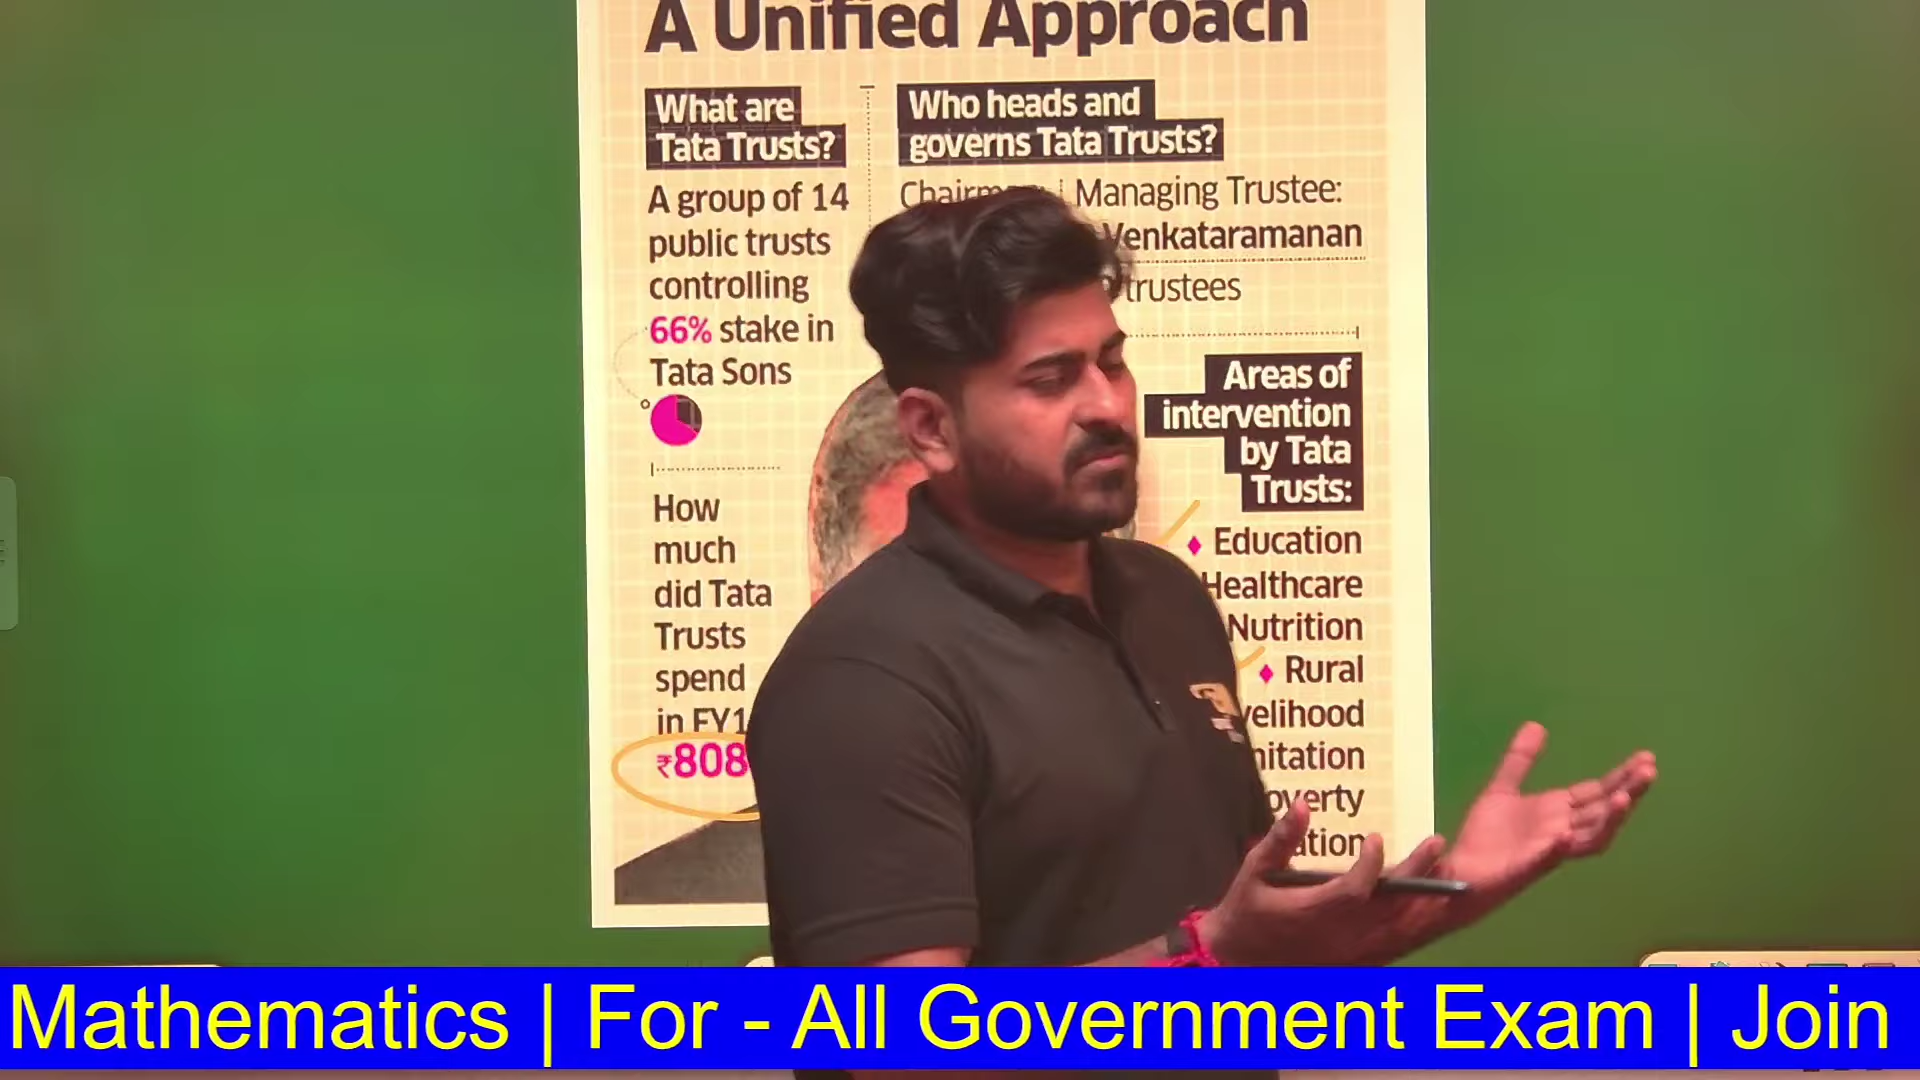 A Unified Approach
What are
Tata Trusts?
A group of 14
public trusts
controlling
66% stake in
Tata Sons
How
much
did Tata
Trusts
spend
in FY1
₹808
Who heads and
governs Tata Trusts?
Managing Trustee:
Venkataramanan
trustees
Areas of
intervention
by Tata
Trusts:
♦ Education
Healthcare
Nutrition
♦ Rural
Mathematics | For - All Government Exam | Join